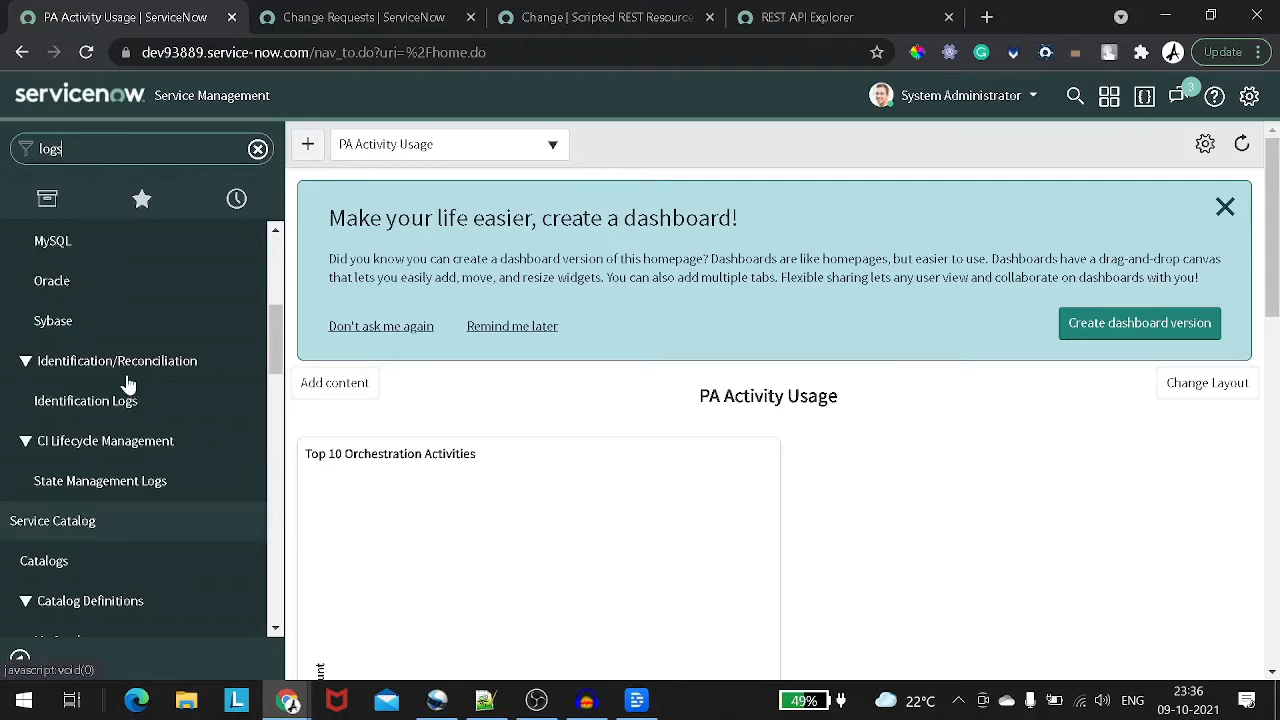 PA Activity Usage | ServiceNow
Change Requests | ServiceNow
Change | Scripted REST Resource
REST API Explorer
dev93889.service-now.com/nav_to.do?uri=%2Fhome.do
Update
servicenow Service Management
System Administrator
3
logs
PA Activity Usage
MySQL
Oracle
Sybase
Identification/Reconciliation
Identification Logs
CI Lifecycle Management
State Management Logs
Service Catalog
Catalogs
Catalog Definitions
javascript:void(0)
Make your life easier, create a dashboard!
Did you know you can create a dashboard version of this homepage? Dashboards are like homepages, but easier to use. Dashboards have a drag-and-drop canvas
that lets you easily add, move, and resize widgets. You can also add multiple tabs. Flexible sharing lets any user view and collaborate on dashboards with you!
Don't ask me again
Remind me later
Create dashboard version
Add content
PA Activity Usage
Change Layout
Top 10 Orchestration Activities
49%
22°C
ENG
23:36
09-10-2021